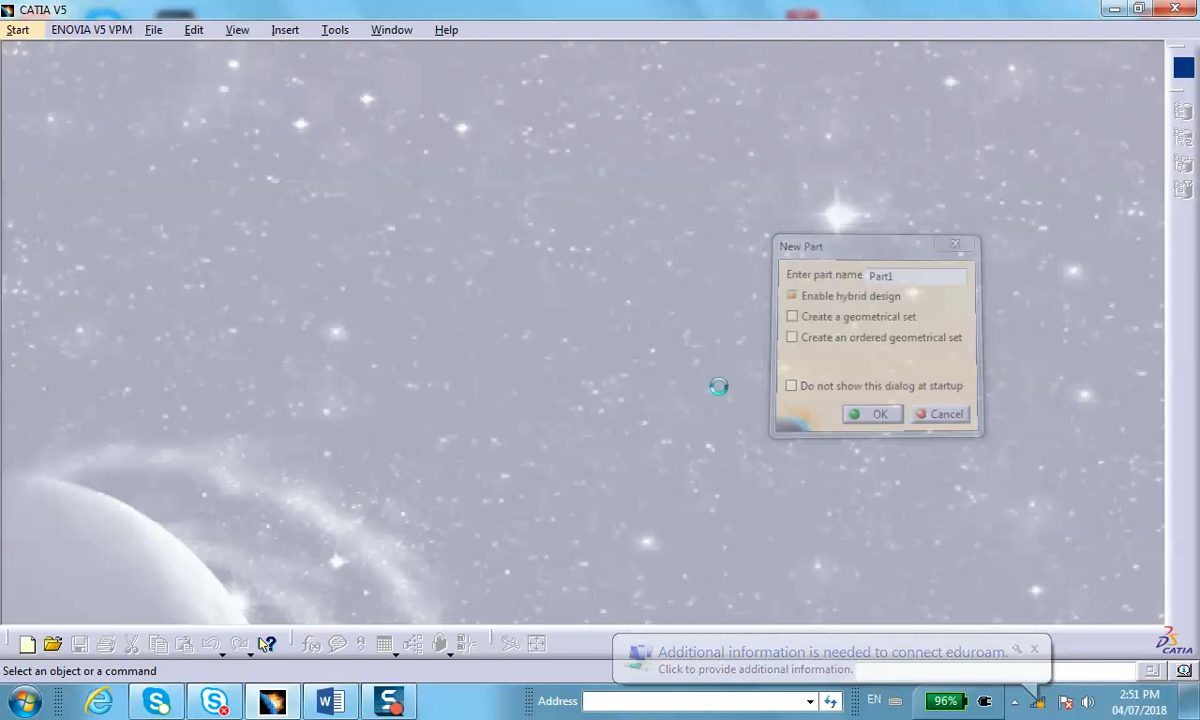 CATIA V5
Start ENOVIA V5 VPM File Edit View Insert Tools Window Help
New Part
Enter part name Part1
Enable hybrid design
Create a geometrical set
Create an ordered geometrical set
Do not show this dialog at startup
OK Cancel
Additional information is needed to connect eduroam.
Click to provide additional information.
CATIA
Select an object or a command
Address EN 96% 2:51 PM
04/07/2018